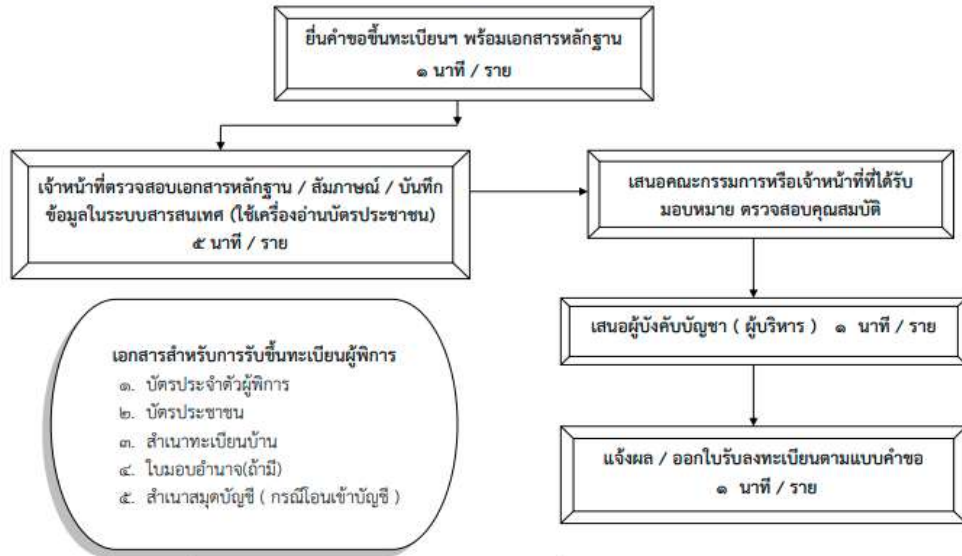 ยื่นคำขอขึ้นทะเบียนฯ พร้อมเอกสารหลักฐาน
๑ นาที / ราย
เจ้าหน้าที่ตรวจสอบเอกสารหลักฐาน / สัมภาษณ์ / บันทึก
ข้อมูลในระบบสารสนเทศ (ใช้เครื่องอ่านบัตรประชาชน)
๕ นาที / ราย
เสนอคณะกรรมการหรือเจ้าหน้าที่ที่ได้รับ
มอบหมาย ตรวจสอบคุณสมบัติ
เสนอผู้บังคับบัญชา ( ผู้บริหาร ) ๑ นาที / ราย
แจ้งผล / ออกใบรับลงทะเบียนตามแบบคำขอ
๑ นาที / ราย
เอกสารสำหรับการรับขึ้นทะเบียนผู้พิการ
๑. บัตรประจำตัวผู้พิการ
๒. บัตรประชาชน
๓. สำเนาทะเบียนบ้าน
๔. ใบมอบอำนาจ(ถ้ามี)
๕. สำเนาสมุดบัญชี ( กรณีโอนเข้าบัญชี )